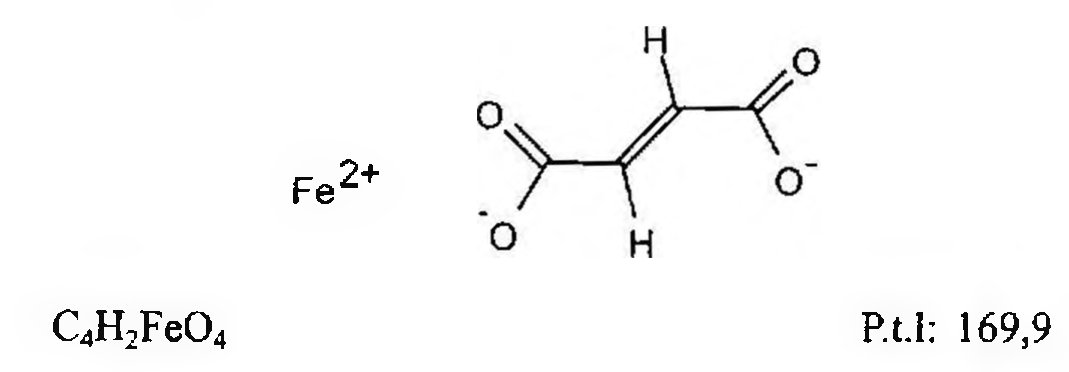 H
O
O
Fe²⁺
O⁻
⁻O
H
C₄H₂FeO₄
P.t.l: 169,9